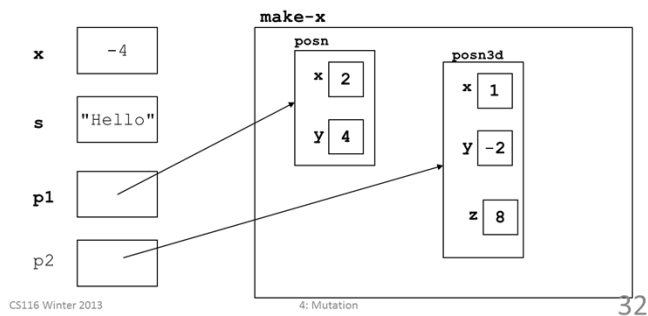 make-x
x
-4
s
"Hello"
p1
p2
posn
x
2
y
4
posn3d
x
1
y
-2
z
8
CS116 Winter 2013
4: Mutation
32